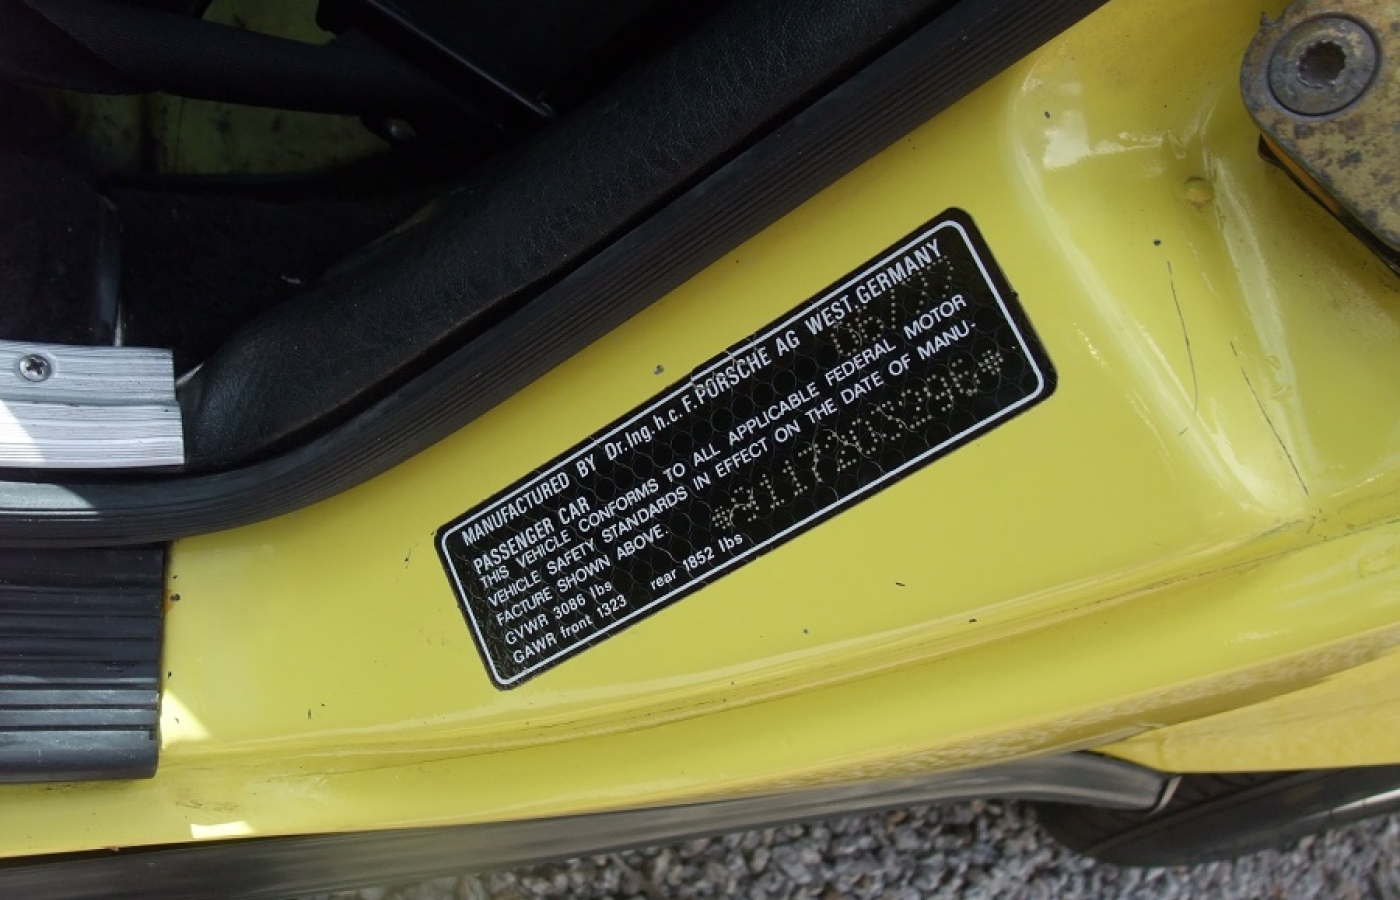 MANUFACTURED BY Dr.Ing.h.c.F.PORSCHE AG WEST.GERMANY
PASSENGER CAR
THIS VEHICLE CONFORMS TO ALL APPLICABLE FEDERAL MOTOR
VEHICLE SAFETY STANDARDS IN EFFECT ON THE DATE OF MANU-
FACTURE SHOWN ABOVE.
GVWR 3086 lbs
GAWR front 1323 rear 1852 lbs